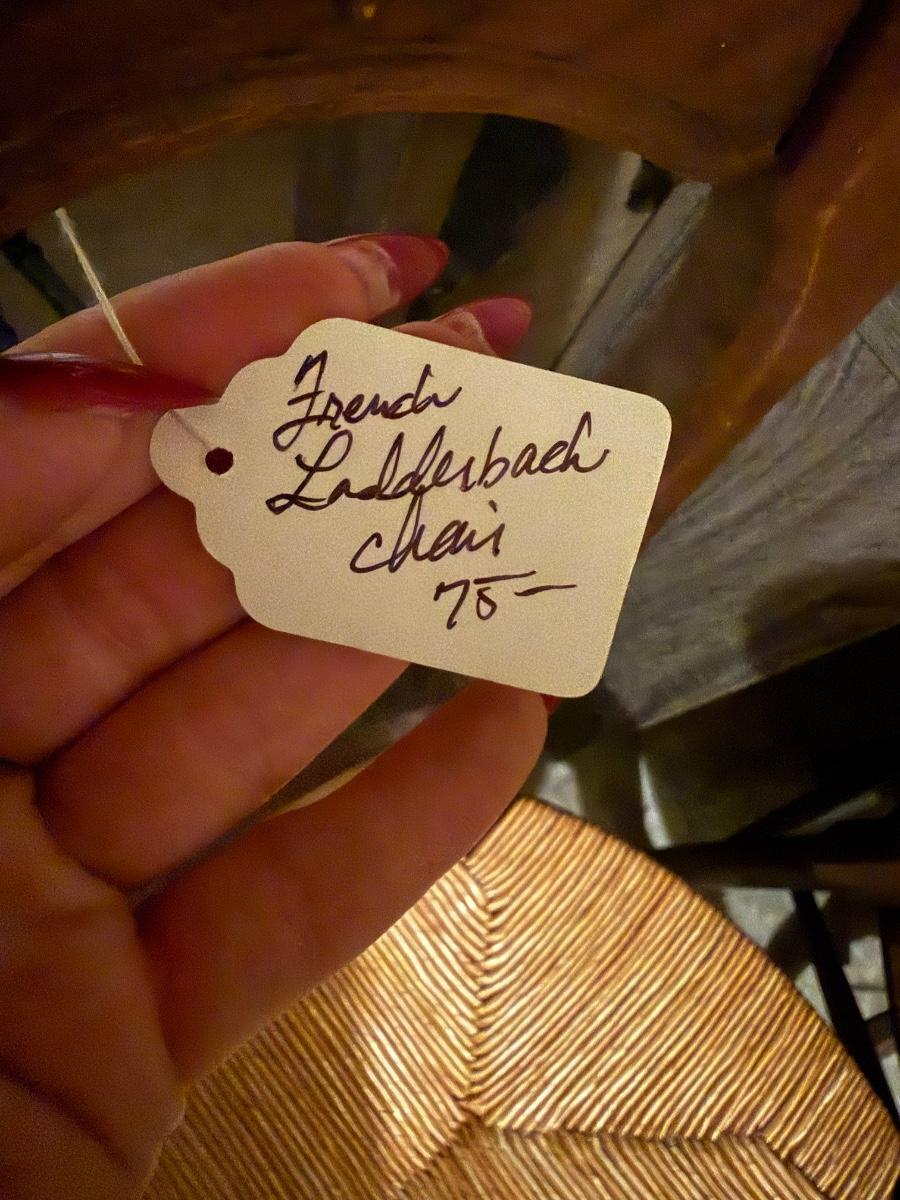 French
Ladderback
chair
75—